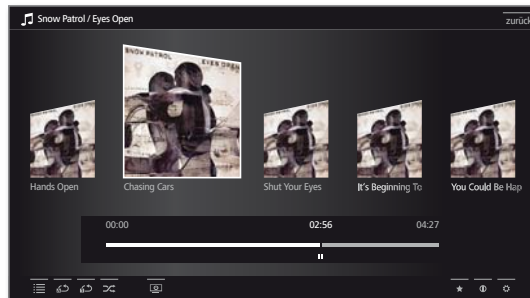 Snow Patrol / Eyes Open
zurück
SNOW PATROL EYES OPEN
Hands Open
Chasing Cars
Shut Your Eyes
It's Beginning To
You Could Be Hap
00:00 02:56 04:27